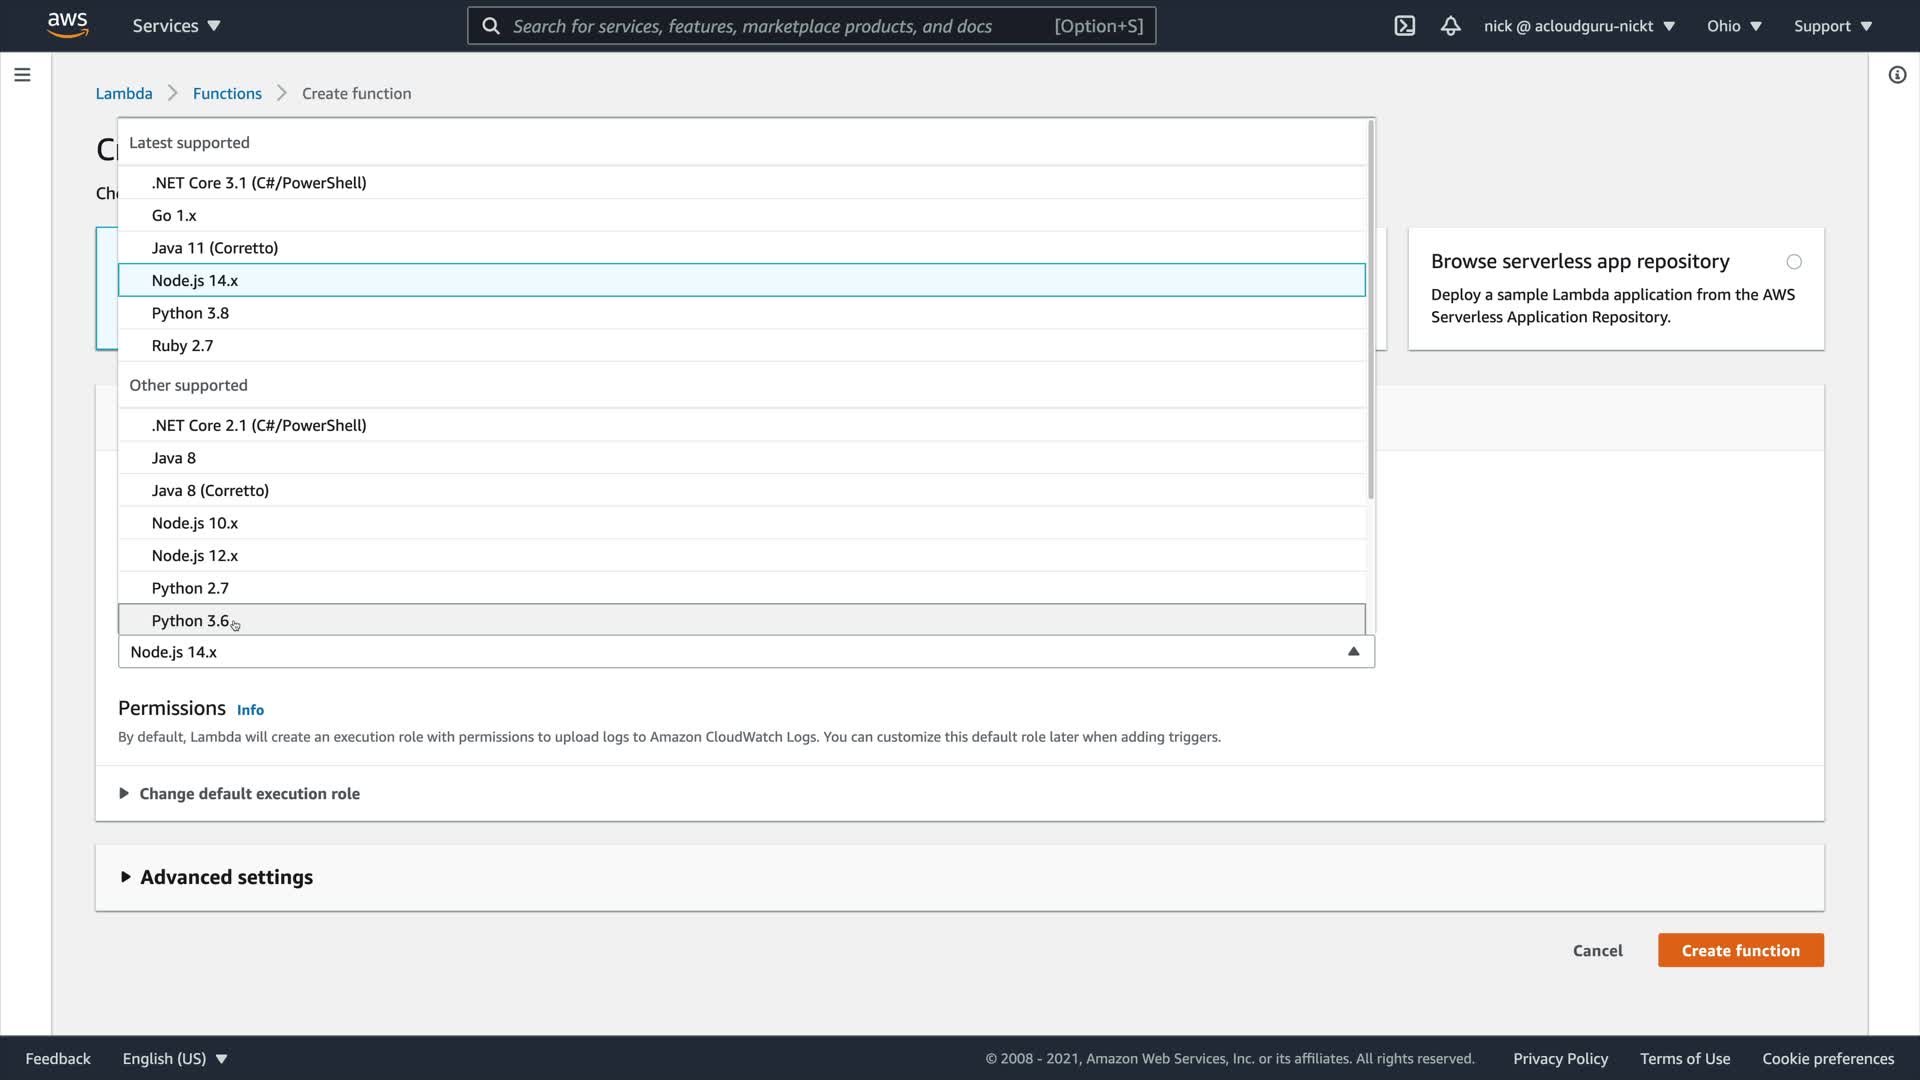 aws
Services
Search for services, features, marketplace products, and docs [Option+S]
nick @ acloudguru-nickt
Ohio
Support
Lambda
Functions
Create function
Latest supported
.NET Core 3.1 (C#/PowerShell)
Go 1.x
Java 11 (Corretto)
Node.js 14.x
Python 3.8
Ruby 2.7
Other supported
.NET Core 2.1 (C#/PowerShell)
Java 8
Java 8 (Corretto)
Node.js 10.x
Node.js 12.x
Python 2.7
Python 3.6
Node.js 14.x
Browse serverless app repository
Deploy a sample Lambda application from the AWS
Serverless Application Repository.
Permissions Info
By default, Lambda will create an execution role with permissions to upload logs to Amazon CloudWatch Logs. You can customize this default role later when adding triggers.
Change default execution role
Advanced settings
Cancel
Create function
Feedback
English (US)
© 2008 - 2021, Amazon Web Services, Inc. or its affiliates. All rights reserved.
Privacy Policy
Terms of Use
Cookie preferences